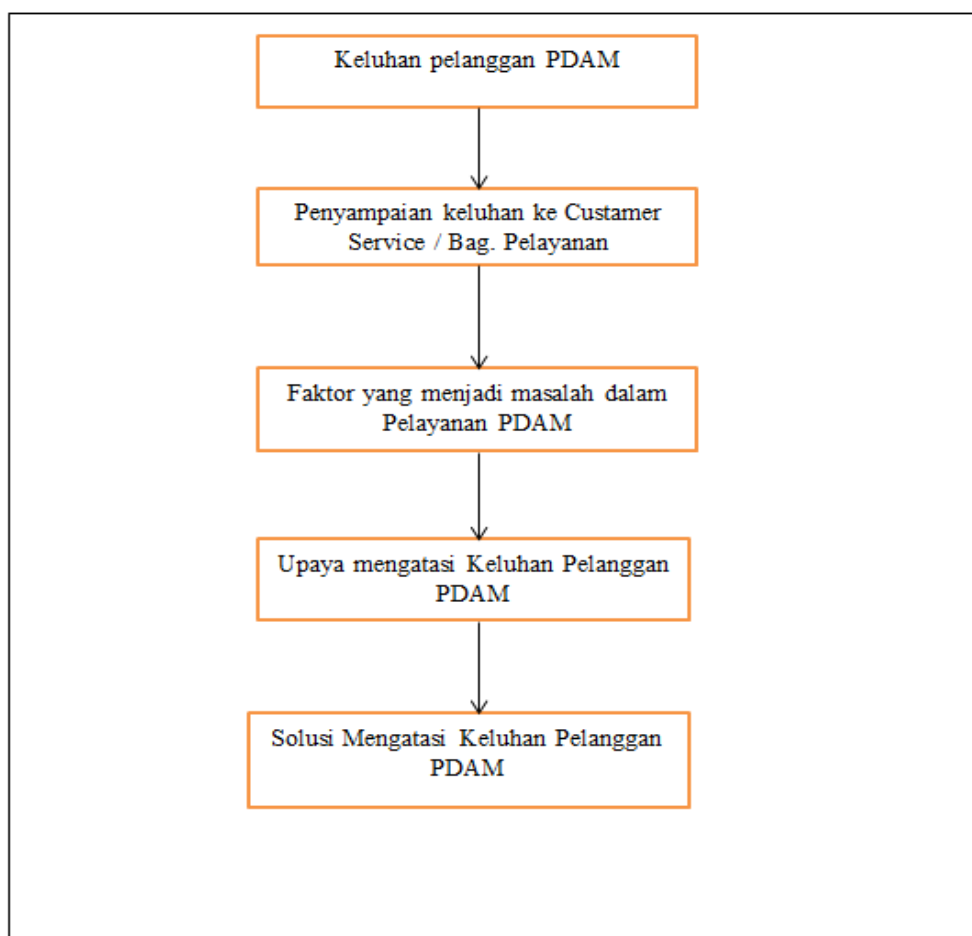 Keluhan pelanggan PDAM
Penyampaian keluhan ke Custamer
Service / Bag. Pelayanan
Faktor yang menjadi masalah dalam
Pelayanan PDAM
Upaya mengatasi Keluhan Pelanggan
PDAM
Solusi Mengatasi Keluhan Pelanggan
PDAM